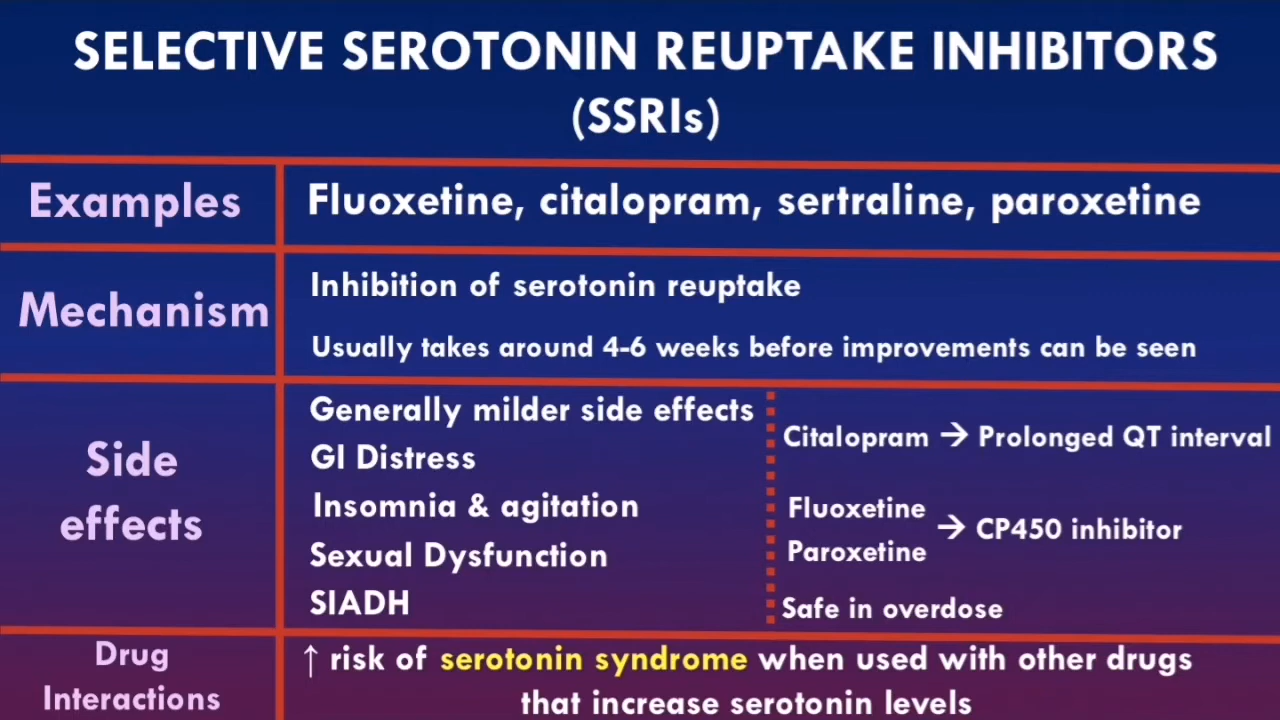 SELECTIVE SEROTONIN REUPTAKE INHIBITORS
(SSRIs)
Examples
Fluoxetine, citalopram, sertraline, paroxetine
Mechanism
Inhibition of serotonin reuptake
Usually takes around 4-6 weeks before improvements can be seen
Side
effects
Generally milder side effects
GI Distress
Insomnia & agitation
Sexual Dysfunction
SIADH
Citalopram → Prolonged QT interval
Fluoxetine
Paroxetine
→ CP450 inhibitor
Safe in overdose
Drug
Interactions
↑ risk of serotonin syndrome when used with other drugs
that increase serotonin levels